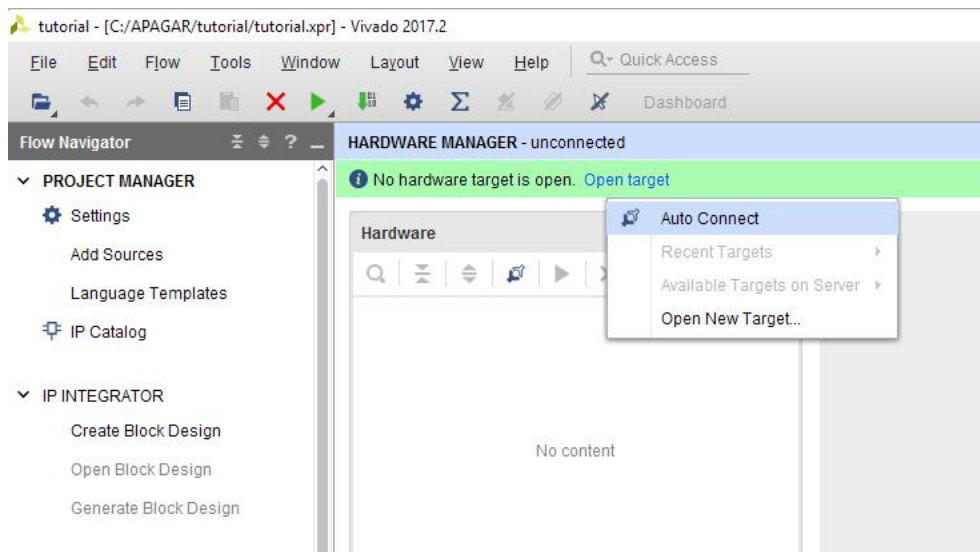 tutorial - [C:/APAGAR/tutorial/tutorial.xpr] - Vivado 2017.2
File Edit Flow Tools Window Layout View Help Quick Access
Dashboard
Flow Navigator ?
HARDWARE MANAGER - unconnected
PROJECT MANAGER
No hardware target is open. Open target
Settings
Auto Connect
Hardware
Add Sources
Recent Targets
Language Templates
Available Targets on Server
IP Catalog
Open New Target...
IP INTEGRATOR
Create Block Design
No content
Open Block Design
Generate Block Design